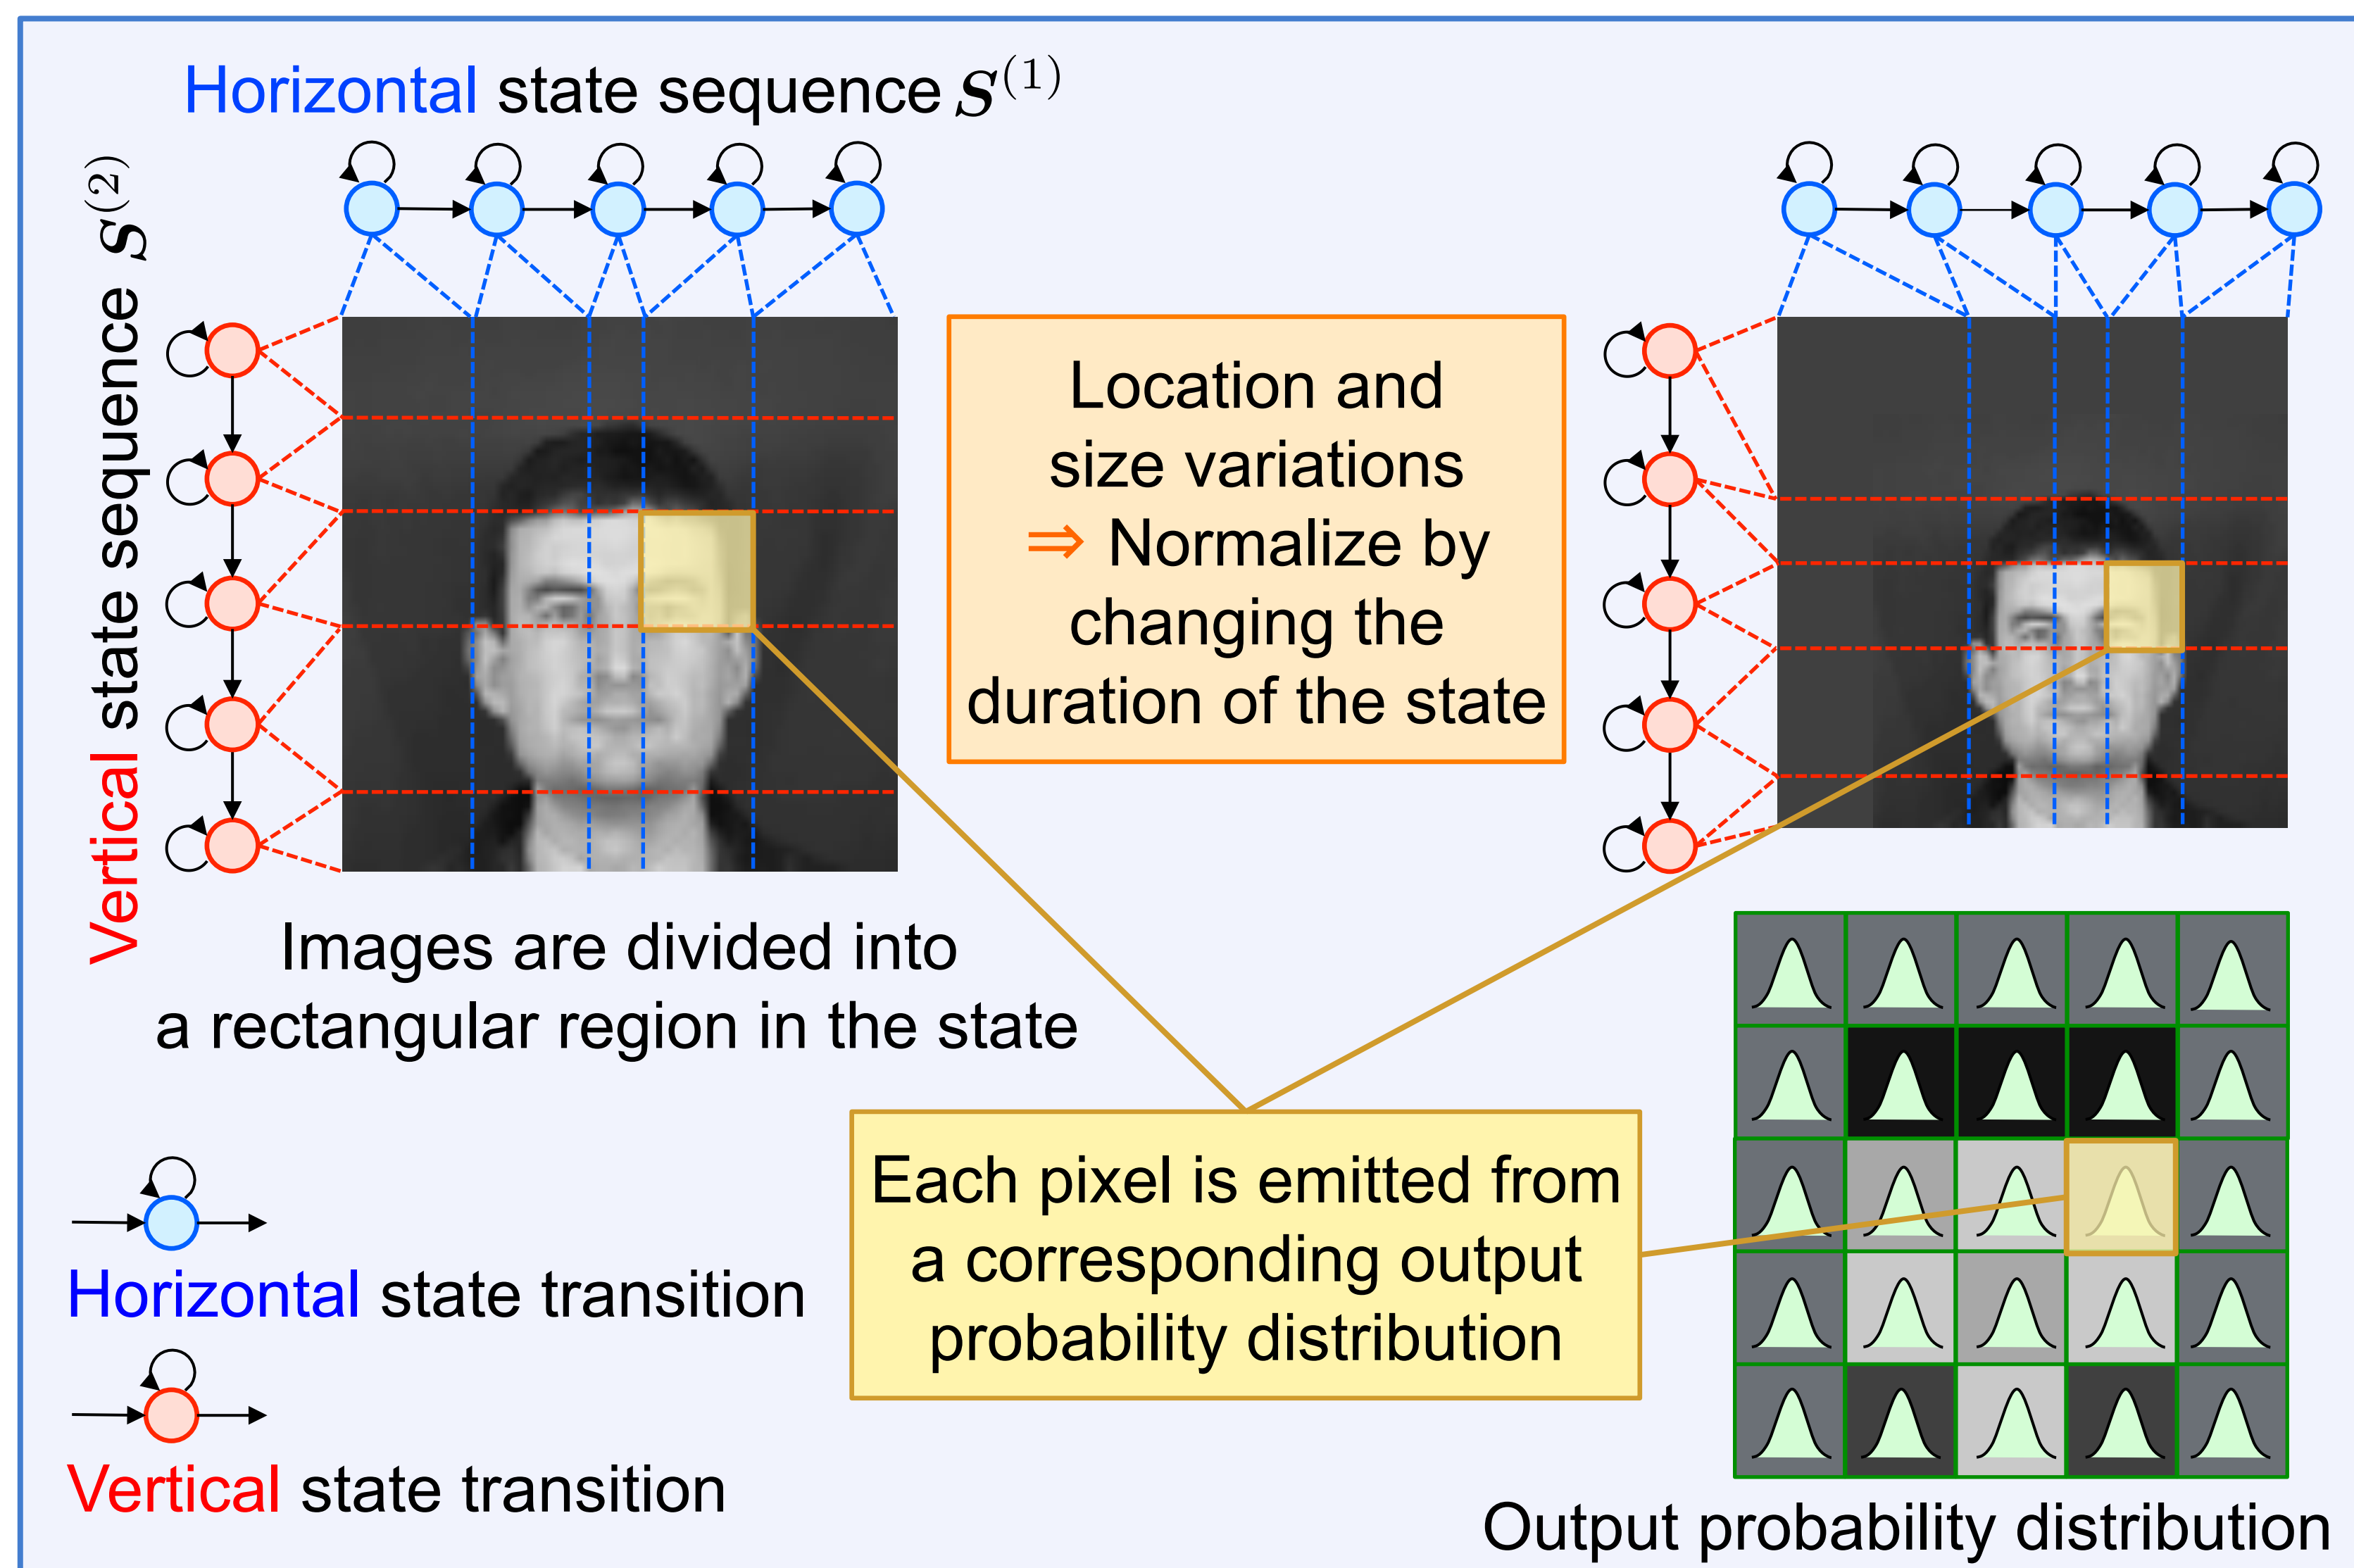 Horizontal state sequence S^(1)
Vertical state sequence S^(2)
Location and
size variations
⇒ Normalize by
changing the
duration of the state
Images are divided into
a rectangular region in the state
Each pixel is emitted from
a corresponding output
probability distribution
Horizontal state transition
Vertical state transition
Output probability distribution